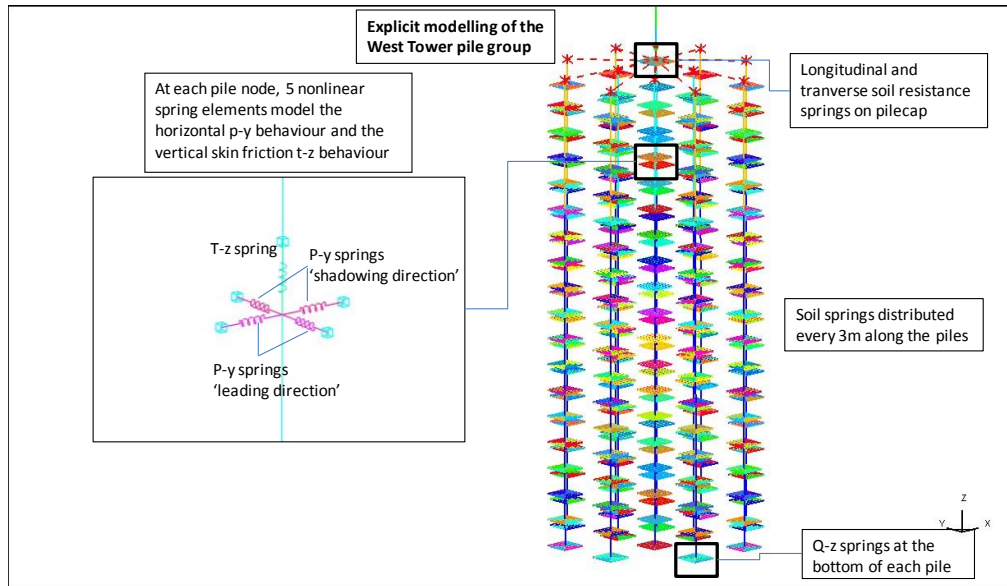 Explicit modelling of the
West Tower pile group
At each pile node, 5 nonlinear
spring elements model the
horizontal p-y behaviour and the
vertical skin friction t-z behaviour
Longitudinal and
tranverse soil resistance
springs on pilecap
T-z spring
P-y springs
'shadowing direction'
P-y springs
'leading direction'
Soil springs distributed
every 3m along the piles
Z
Y
X
Q-z springs at the
bottom of each pile